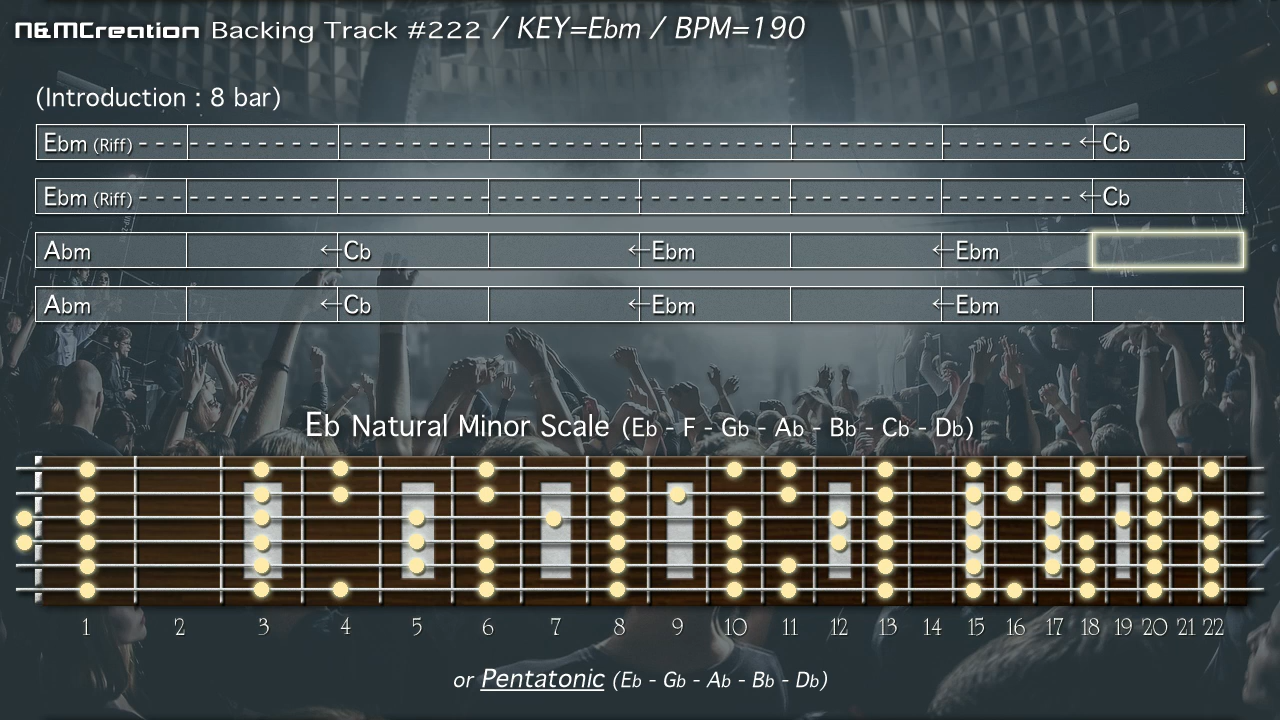 N&MCreation Backing Track #222 / KEY=Ebm / BPM=190
(Introduction : 8 bar)
Ebm (Riff) - - - - - - - - - - - - - - - - - - - - - - - - - - - - - - - - - - - - - - - - - - - - - - - - - - - - - - - - - - ←Cb
Ebm (Riff) - - - - - - - - - - - - - - - - - - - - - - - - - - - - - - - - - - - - - - - - - - - - - - - - - - - - - - - - - - ←Cb
Abm ←Cb ←Ebm ←Ebm
Abm ←Cb ←Ebm ←Ebm
Eb Natural Minor Scale (Eb - F - Gb - Ab - Bb - Cb - Db)
1 2 3 4 5 6 7 8 9 10 11 12 13 14 15 16 17 18 19 20 21 22
or Pentatonic (Eb - Gb - Ab - Bb - Db)